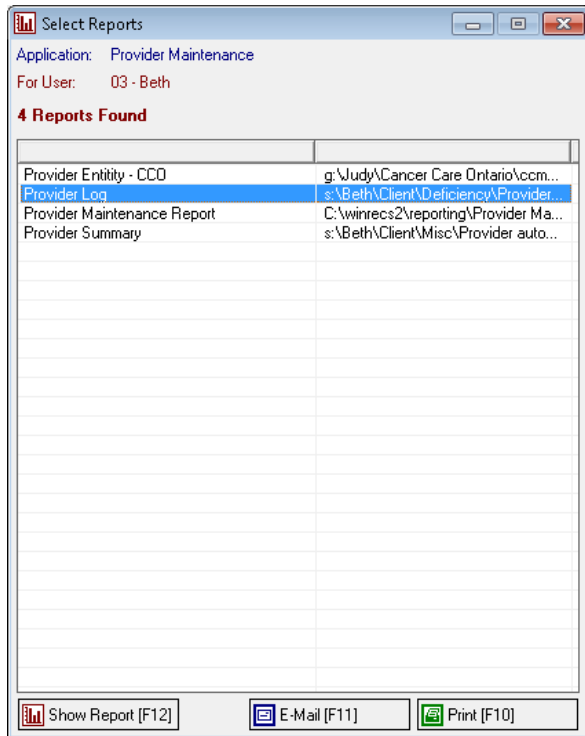 Select Reports
Application: Provider Maintenance
For User: 03 - Beth
4 Reports Found
Provider Entitity - CCO g:\Judy\Cancer Care Ontario\ccm...
Provider Log s:\Beth\Client\Deficiency\Provider...
Provider Maintenance Report C:\winrecs2\reporting\Provider Ma...
Provider Summary s:\Beth\Client\Misc\Provider auto...
Show Report [F12] E-Mail [F11] Print [F10]